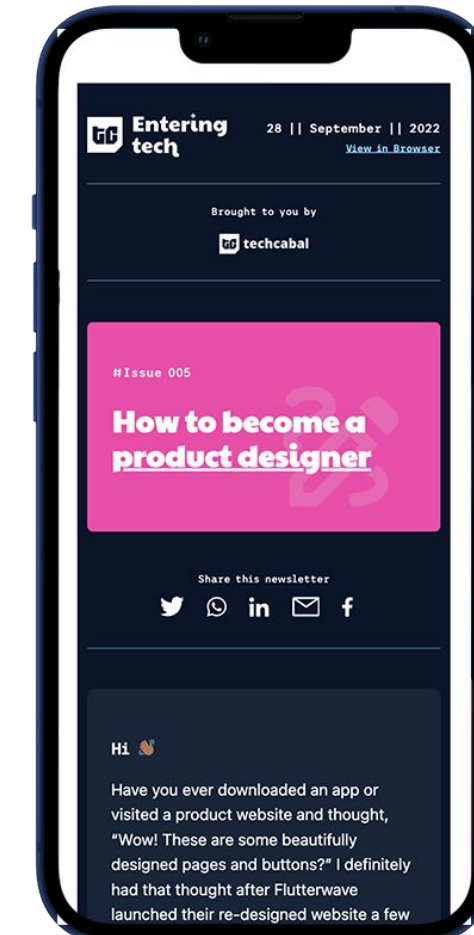 TC Entering
tech
28 || September || 2022
View in Browser
Brought to you by
TC techcabal
#Issue 005
How to become a
product designer
Share this newsletter
in f
Hi 👋🏾
Have you ever downloaded an app or
visited a product website and thought,
“Wow! These are some beautifully
designed pages and buttons?” I definitely
had that thought after Flutterwave
launched their re-designed website a few